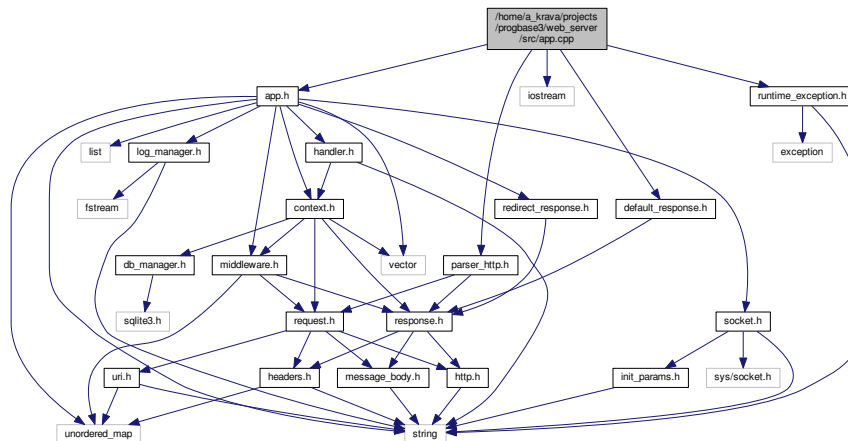 /home/a_krava/projects
/progbase3/web_server
/src/app.cpp
app.h
iostream
runtime_exception.h
list
log_manager.h
handler.h
exception
fstream
context.h
redirect_response.h
default_response.h
db_manager.h
middleware.h
vector
parser_http.h
sqlite3.h
request.h
response.h
socket.h
uri.h
headers.h
message_body.h
http.h
init_params.h
sys/socket.h
unordered_map
string